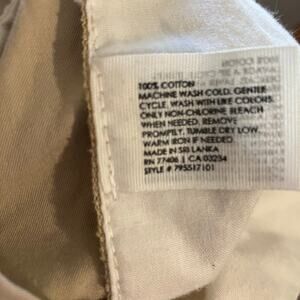 100% COTTON
MACHINE WASH COLD, GENTLE
CYCLE. WASH WITH LIKE COLORS.
ONLY NON-CHLORINE BLEACH
WHEN NEEDED. REMOVE
PROMPTLY, TUMBLE DRY LOW.
WARM IRON IF NEEDED.
MADE IN SRI LANKA
RN 77406 | CA 03234
STYLE # 795517101